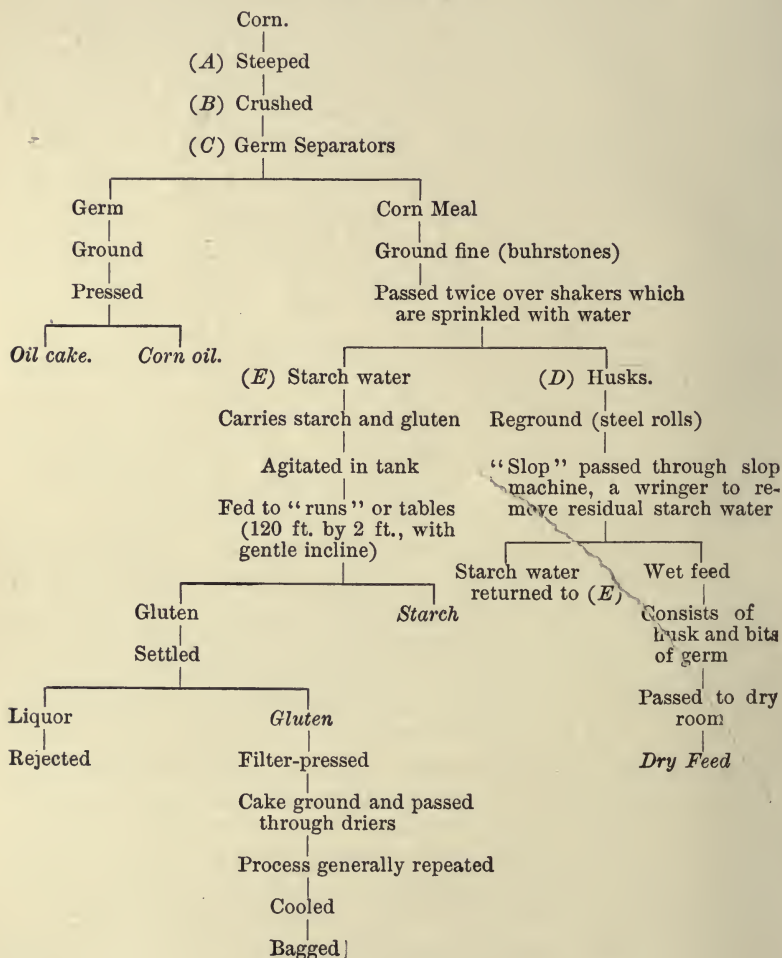 Corn.
(A) Steeped
(B) Crushed
(C) Germ Separators
Germ
Corn Meal
Ground
Ground fine (buhrstones)
Pressed
Passed twice over shakers which
are sprinkled with water
Oil cake.
Corn oil.
(E) Starch water
(D) Husks.
Carries starch and gluten
Reground (steel rolls)
Agitated in tank
"Slop" passed through slop
machine, a wringer to re-
move residual starch water
Fed to "runs" or tables
(120 ft. by 2 ft., with
gentle incline)
Starch water
returned to (E)
Wet feed
Gluten
Starch
Consists of
husk and bits
of germ
Settled
Passed to dry
room
Liquor
Gluten
Rejected
Filter-pressed
Dry Feed
Cake ground and passed
through driers
Process generally repeated
Cooled
Bagged